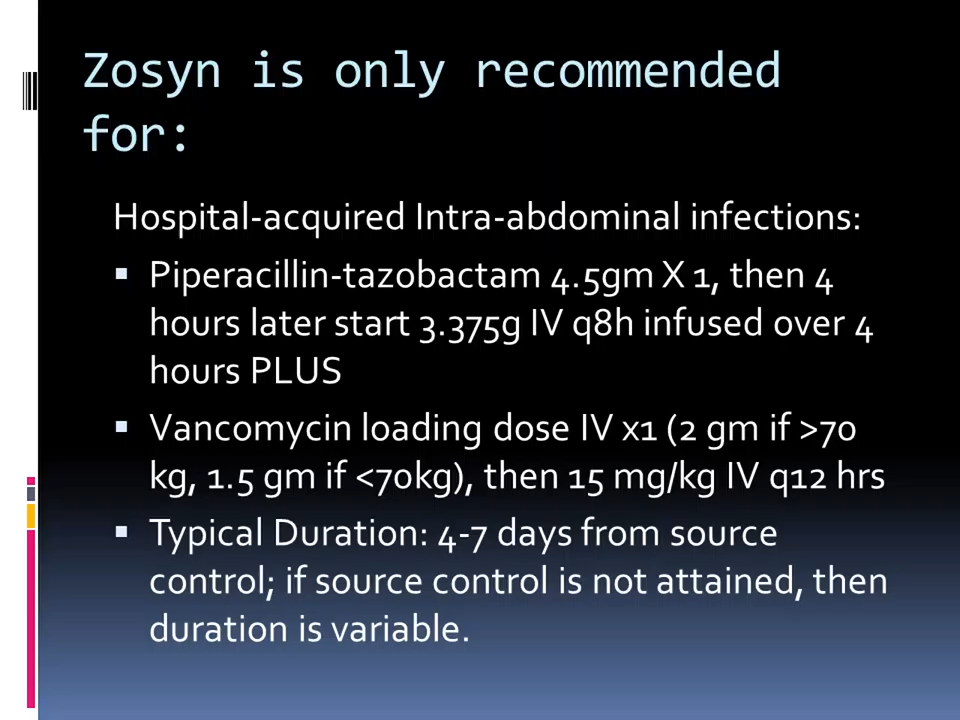 Zosyn is only recommended
for:
Hospital-acquired Intra-abdominal infections:
▪ Piperacillin-tazobactam 4.5gm X 1, then 4
hours later start 3.375g IV q8h infused over 4
hours PLUS
▪ Vancomycin loading dose IV x1 (2 gm if >70
kg, 1.5 gm if <70kg), then 15 mg/kg IV q12 hrs
▪ Typical Duration: 4-7 days from source
control; if source control is not attained, then
duration is variable.